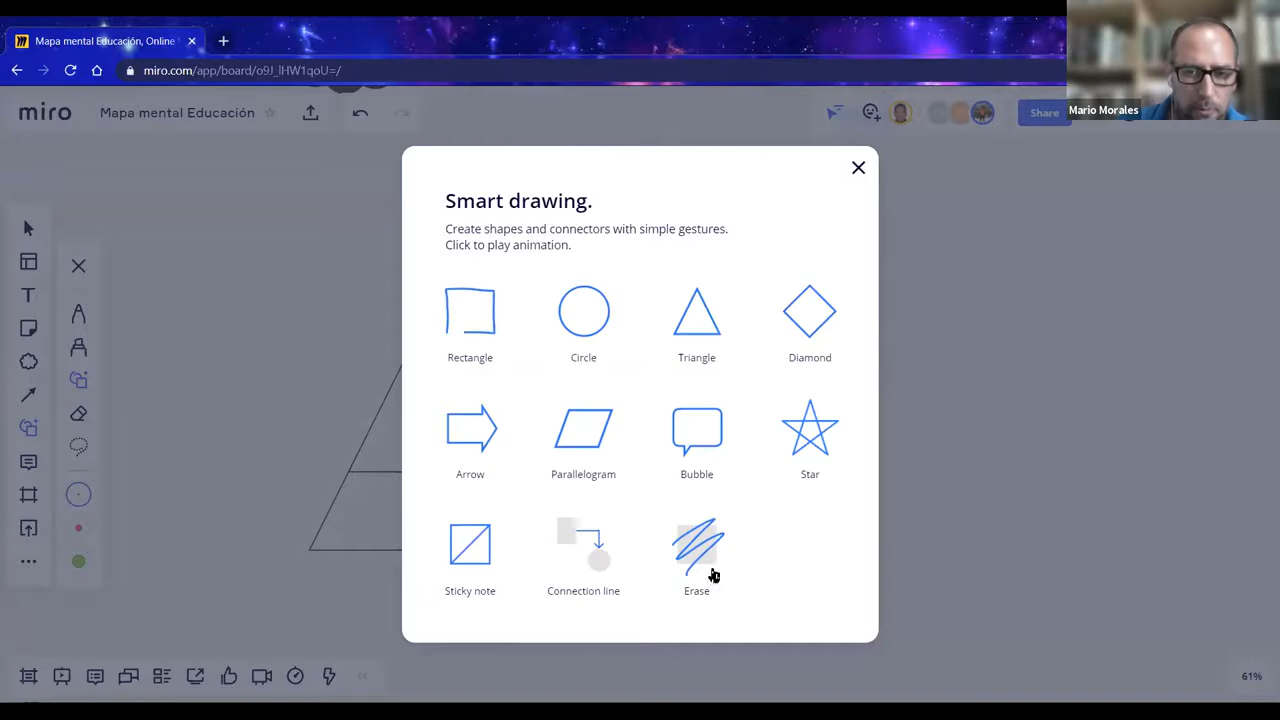 Mapa mental Educación, Online
miro.com/app/board/o9J_lHW1qoU=/
miro
Mapa mental Educación
Share
Mario Morales
Smart drawing.
Create shapes and connectors with simple gestures.
Click to play animation.
Rectangle
Circle
Triangle
Diamond
Arrow
Parallelogram
Bubble
Star
Sticky note
Connection line
Erase
61%